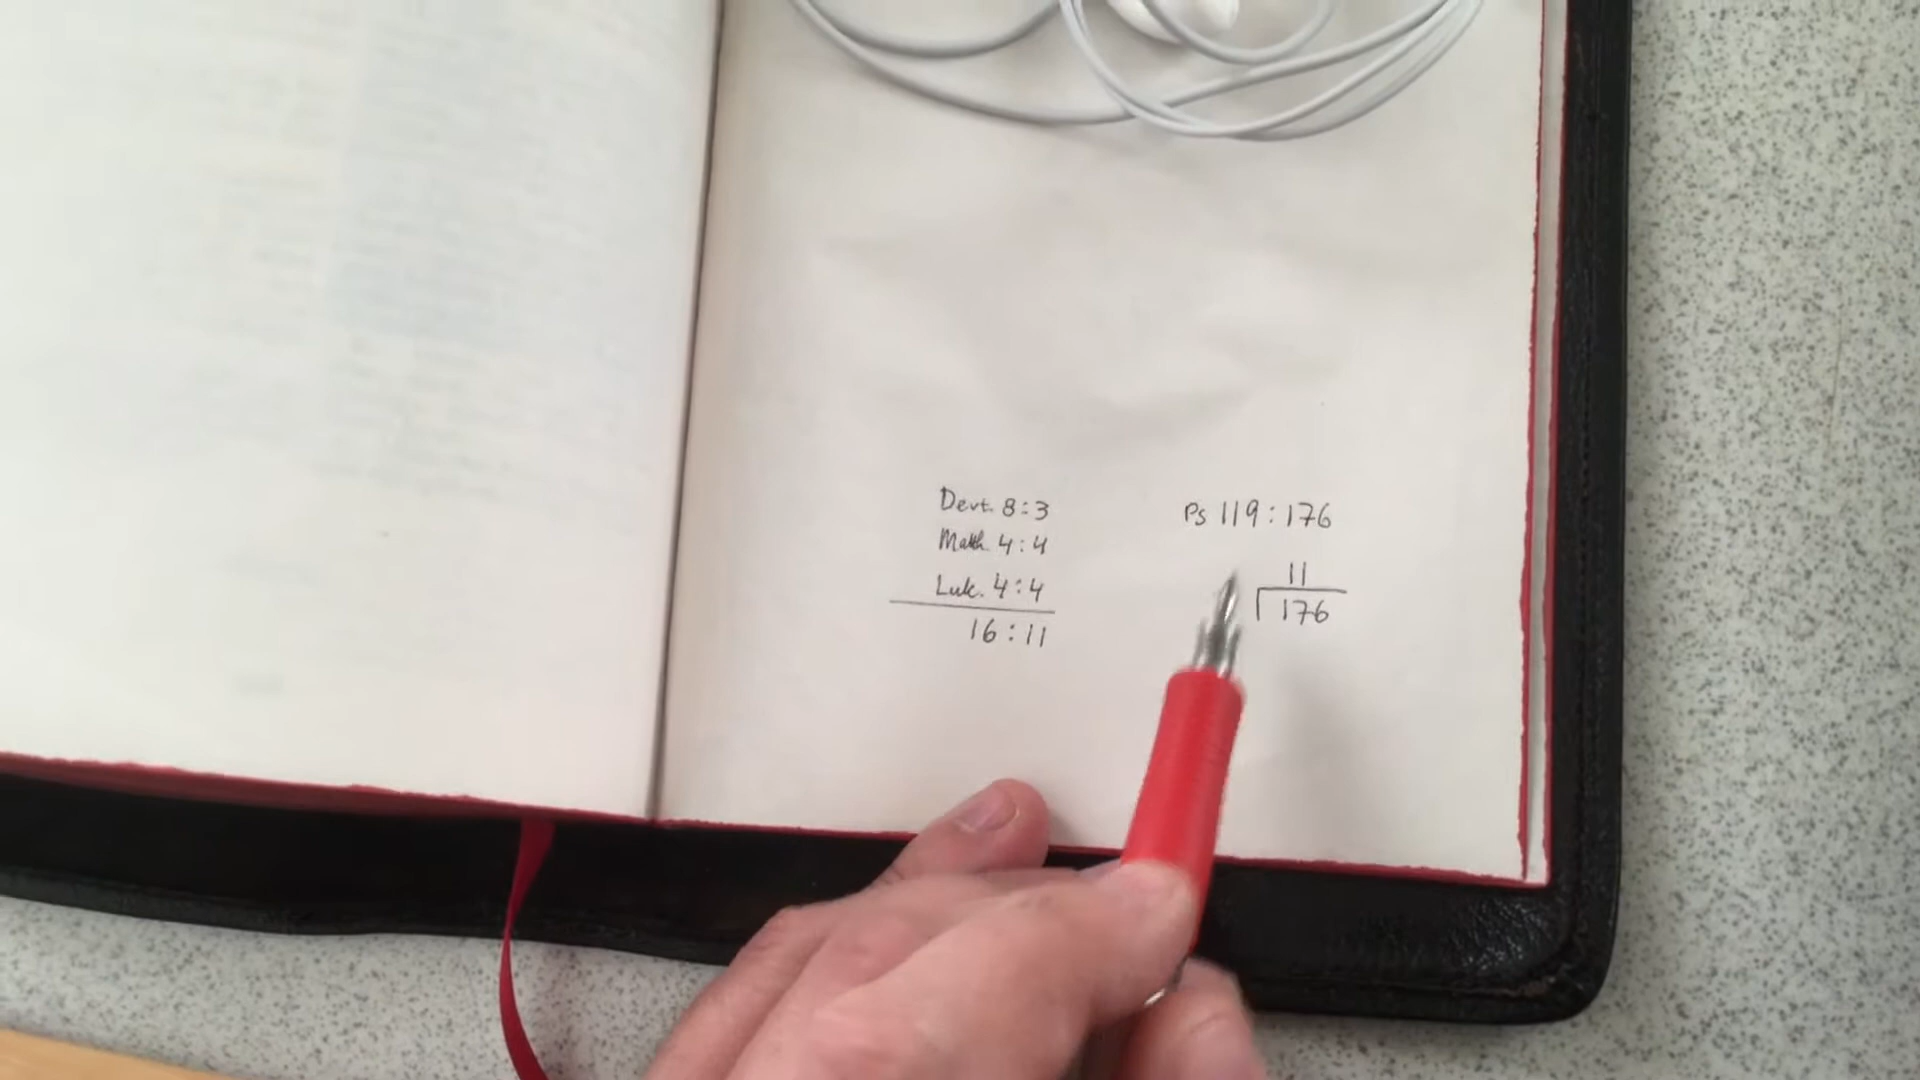 Deut. 8:3
Matth. 4:4
Luk. 4:4
16:11
Ps 119:176
11
176